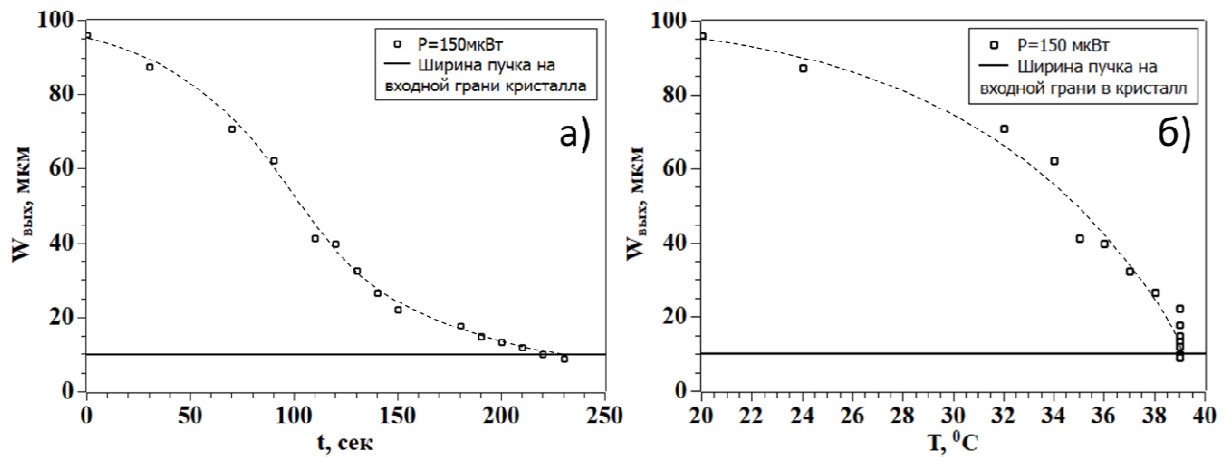 100
80
60
40
20
0
Wвых, мкм
P=150мкВт
Ширина пучка на
входной грани кристалла
а)
0 50 100 150 200 250
t, сек
100
80
60
40
20
0
Wвых, мкм
P=150 мкВт
Ширина пучка на
входной грани в кристалл
б)
20 22 24 26 28 30 32 34 36 38 40
T, ⁰C